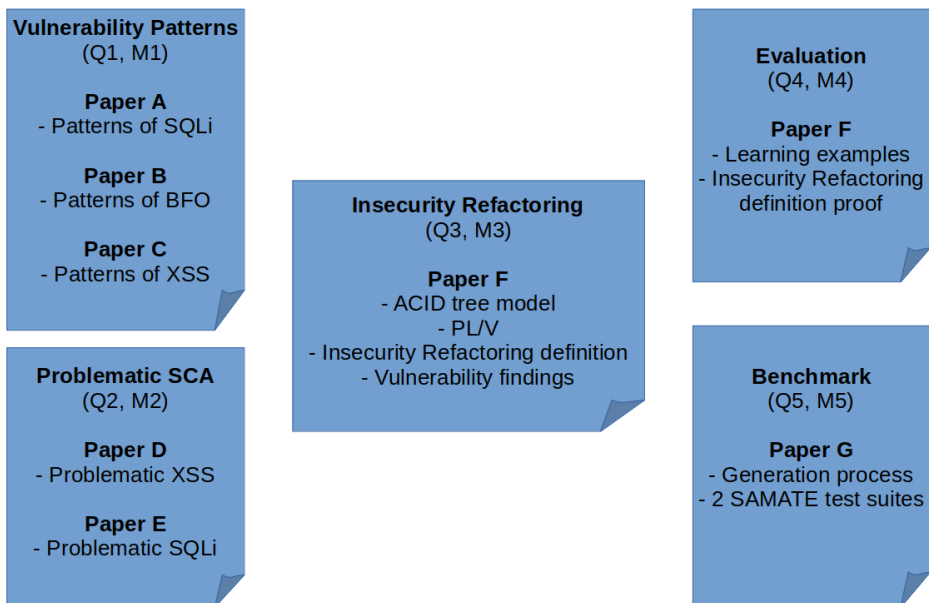 Vulnerability Patterns
(Q1, M1)
Paper A
- Patterns of SQLi
Paper B
- Patterns of BFO
Paper C
- Patterns of XSS
Problematic SCA
(Q2, M2)
Paper D
- Problematic XSS
Paper E
- Problematic SQLi
Insecurity Refactoring
(Q3, M3)
Paper F
- ACID tree model
- PL/V
- Insecurity Refactoring definition
- Vulnerability findings
Evaluation
(Q4, M4)
Paper F
- Learning examples
- Insecurity Refactoring
definition proof
Benchmark
(Q5, M5)
Paper G
- Generation process
- 2 SAMATE test suites